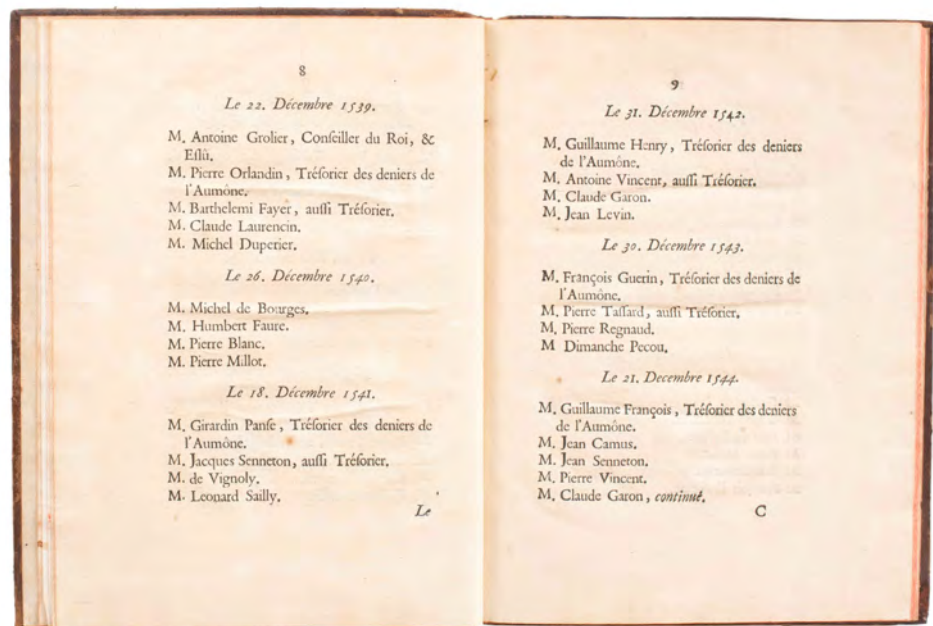 8
Le 22. Décembre 1539.
M. Antoine Grolier, Conſeiller du Roi, &
Eſlû.
M. Pierre Orlandin, Tréſorier des deniers de
l'Aumône.
M. Barthelemi Fayer, auſſi Tréſorier.
M. Claude Laurencin.
M. Michel Duperier.
Le 26. Décembre 1540.
M. Michel de Bourges.
M. Humbert Faure.
M. Pierre Blanc.
M. Pierre Millot.
Le 18. Décembre 1541.
M. Girardin Panſe, Tréſorier des deniers de
l'Aumône.
M. Jacques Senneton, auſſi Tréſorier.
M. de Vignoly.
M. Leonard Sailly.
Le
9
Le 31. Décembre 1542.
M. Guillaume Henry, Tréſorier des deniers
de l'Aumône.
M. Antoine Vincent, auſſi Tréſorier.
M. Claude Garon.
M. Jean Levin.
Le 30. Décembre 1543.
M. François Guerin, Tréſorier des deniers de
l'Aumône.
M. Pierre Taſſard, auſſi Tréſorier.
M. Pierre Regnaud.
M Dimanche Pecou.
Le 21. Decembre 1544.
M. Guillaume François, Tréſorier des deniers
de l'Aumône.
M. Jean Camus.
M. Jean Senneton.
M. Pierre Vincent.
M. Claude Garon, continué.
C